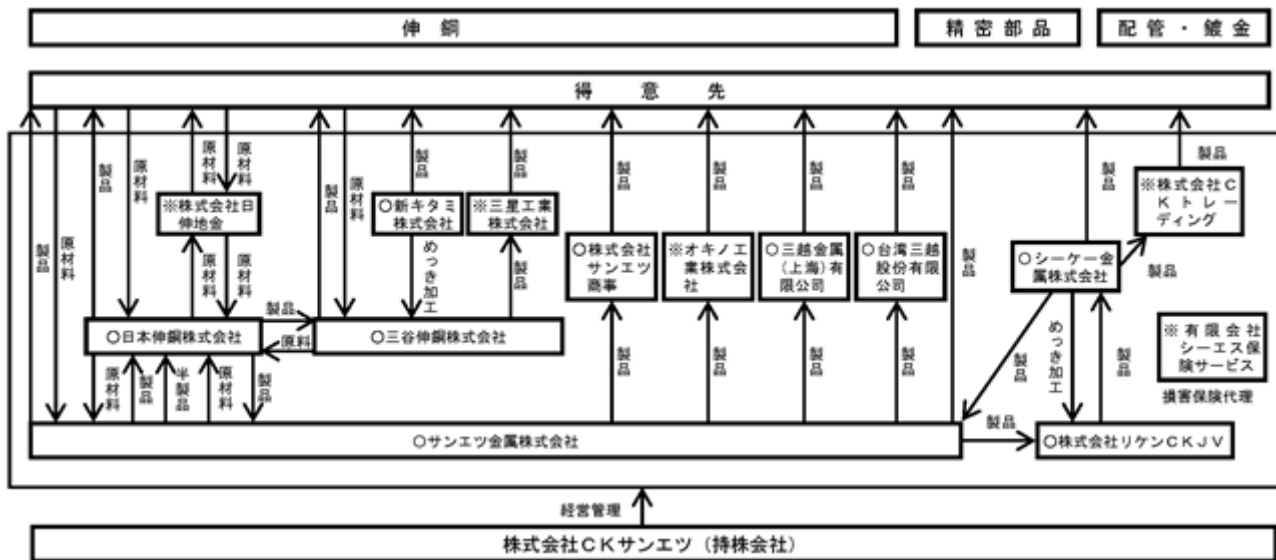 伸銅
精密部品
配管・鍍金
得意先
製品
原材料
製品
原材料
原材料
原材料
製品
原材料
製品
製品
製品
製品
製品
製品
製品
製品
製品
※株式会社日
伸地金
○新キタミ
株式会社
※三星工業
株式会社
※株式会社C
Kトレー
ディング
○株式会社
サンエツ
商事
※オキノエ
業株式会
社
○三越金属
(上海)有
限公司
○台湾三越
股份有限
公司
○シーケー金
属株式会社
製品
原材料
原材料
めっき加工
製品
製品
○日本伸銅株式会社
原料
○三谷伸銅株式会社
※有限会社
シーエス保
険サービス
損害保険代理
原材料
製品
半製品
原材料
製品
製品
製品
製品
製品
製品
めっき加工
製品
○サンエツ金属株式会社
製品
○株式会社リケンCKJV
経営管理
株式会社CKサンエツ(持株会社)